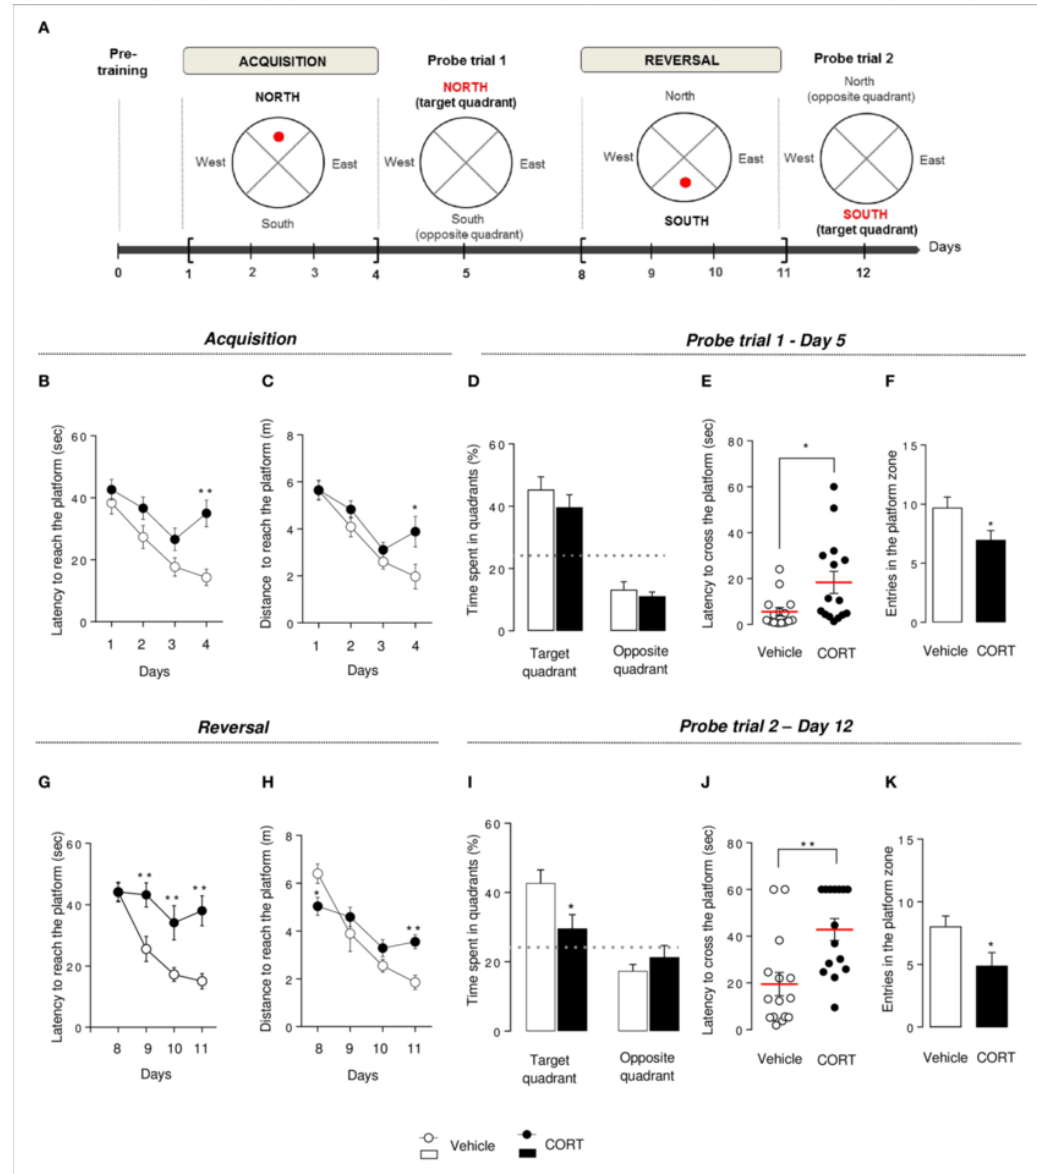 A
Pre-
training
ACQUISITION
Probe trial 1
REVERSAL
Probe trial 2
NORTH
NORTH
(target quadrant)
North
North
(opposite quadrant)
West
East
West
East
West
East
West
East
South
South
(opposite quadrant)
SOUTH
SOUTH
(target quadrant)
Days
0 1 2 3 4 5 8 9 10 11 12
Acquisition
Probe trial 1 - Day 5
B
Latency to reach the platform (sec)
60
40
20
0
**
1 2 3 4
Days
C
Distance to reach the platform (m)
8
6
4
2
0
*
1 2 3 4
Days
D
Time spent in quadrants (%)
60
40
20
0
Target
quadrant
Opposite
quadrant
E
Latency to cross the platform (sec)
80
60
40
20
0
*
Vehicle CORT
F
Entries in the platform zone
15
10
5
0
*
Vehicle CORT
Reversal
Probe trial 2 – Day 12
G
Latency to reach the platform (sec)
60
40
20
0
** ** **
8 9 10 11
Days
H
Distance to reach the platform (m)
8
6
4
2
0
* **
8 9 10 11
Days
I
Time spent in quadrants (%)
60
40
20
0
*
Target
quadrant
Opposite
quadrant
J
Latency to cross the platform (sec)
80
60
40
20
0
**
Vehicle CORT
K
Entries in the platform zone
15
10
5
0
*
Vehicle CORT
Vehicle
CORT